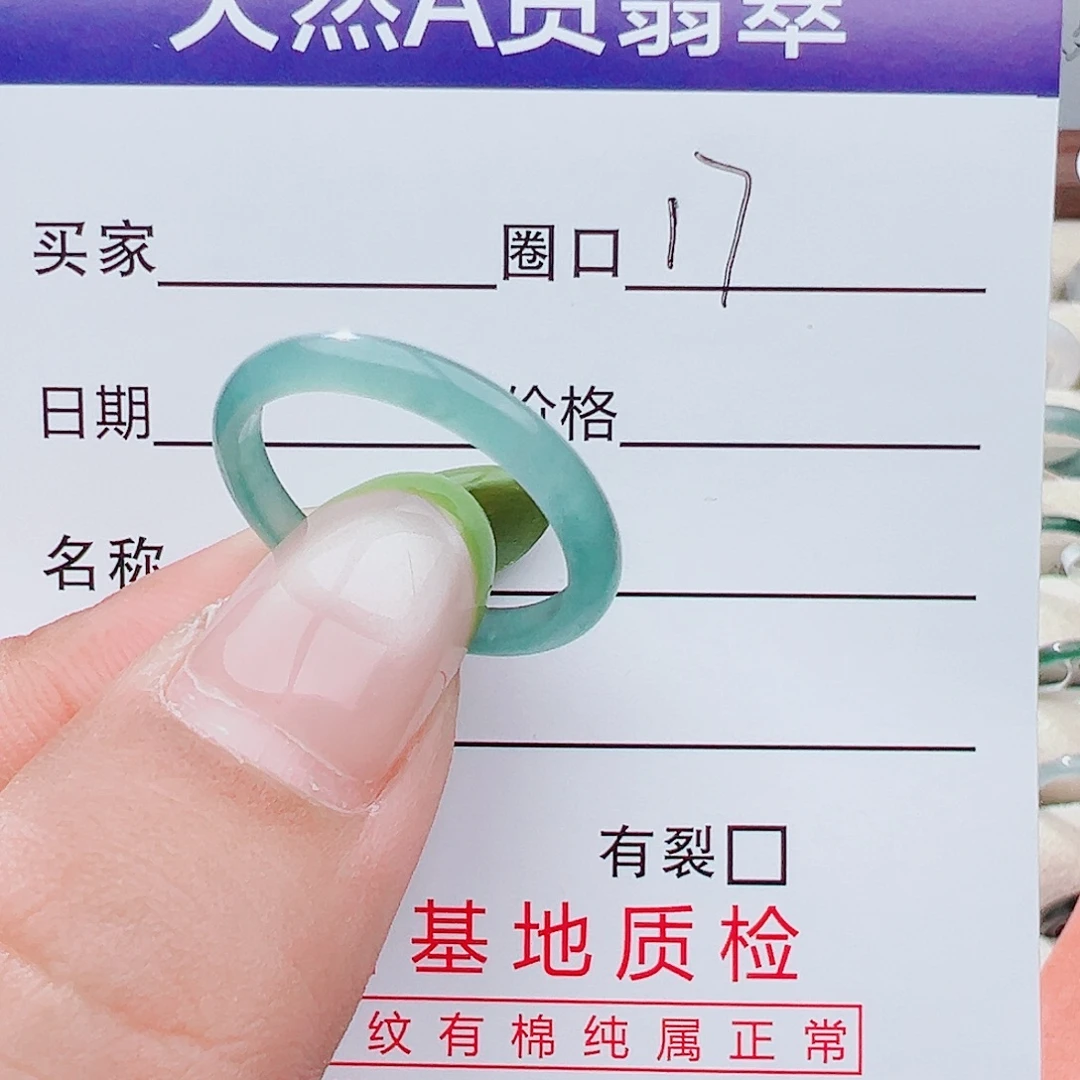 天然A货翡翠
买家 圈口 17
日期 价格
名称
有裂
基地质检
纹有棉纯属正常